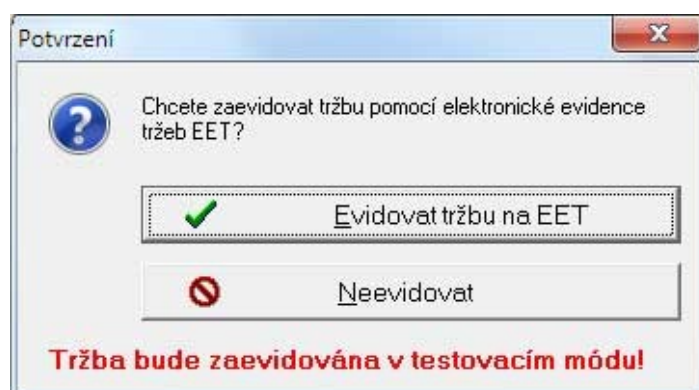 Potvrzení
Chcete zaevidovat tržbu pomocí elektronické evidence
tržeb EET?
Evidovat tržbu na EET
Neevidovat
Tržba bude zaevidována v testovacím módu!